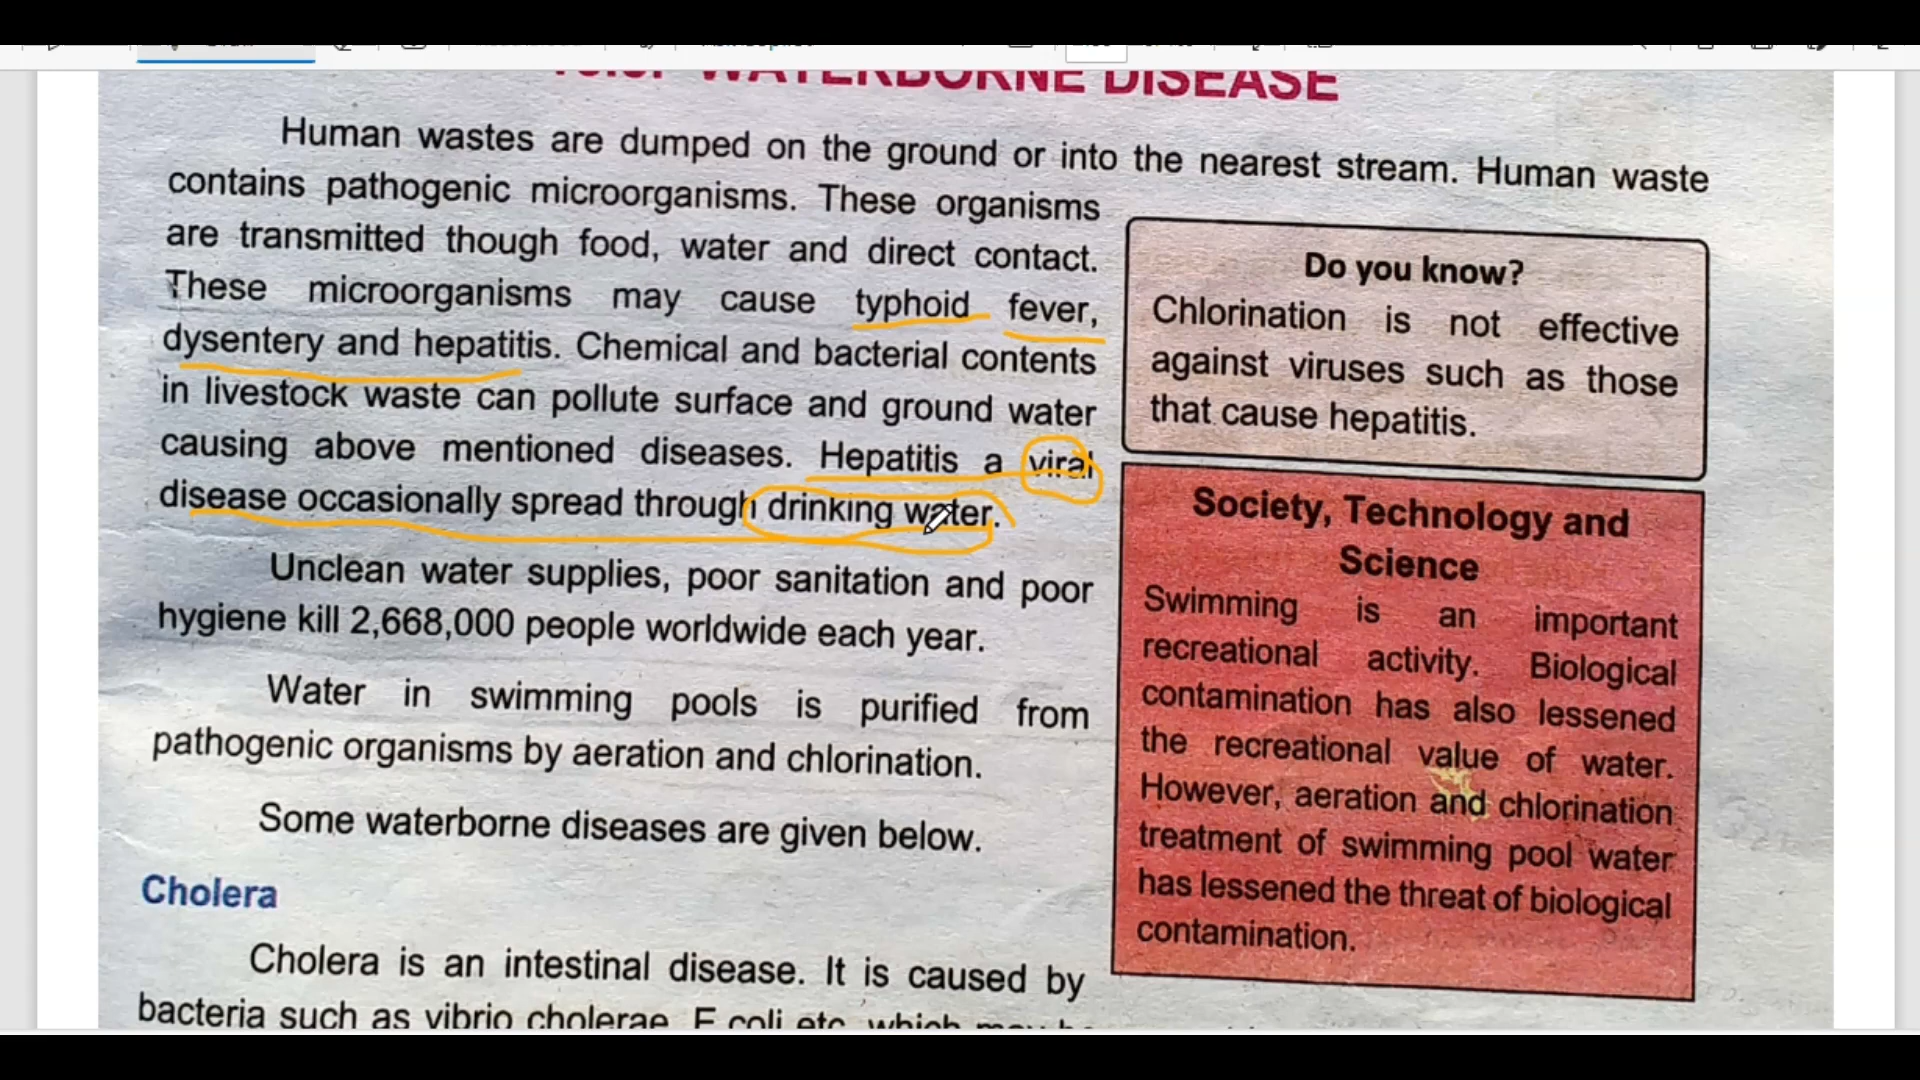 WATERBORNE DISEASE
Human wastes are dumped on the ground or into the nearest stream. Human waste
contains pathogenic microorganisms. These organisms
are transmitted though food, water and direct contact.
These microorganisms may cause typhoid fever,
dysentery and hepatitis. Chemical and bacterial contents
in livestock waste can pollute surface and ground water
causing above mentioned diseases. Hepatitis a viral
disease occasionally spread through drinking water.
Unclean water supplies, poor sanitation and poor
hygiene kill 2,668,000 people worldwide each year.
Water in swimming pools is purified from
pathogenic organisms by aeration and chlorination.
Some waterborne diseases are given below.
Cholera
Cholera is an intestinal disease. It is caused by
bacteria such as vibrio cholerae, E coli etc. which may
Do you know?
Chlorination is not effective
against viruses such as those
that cause hepatitis.
Society, Technology and
Science
Swimming is an important
recreational activity. Biological
contamination has also lessened
the recreational value of water.
However, aeration and chlorination
treatment of swimming pool water
has lessened the threat of biological
contamination.